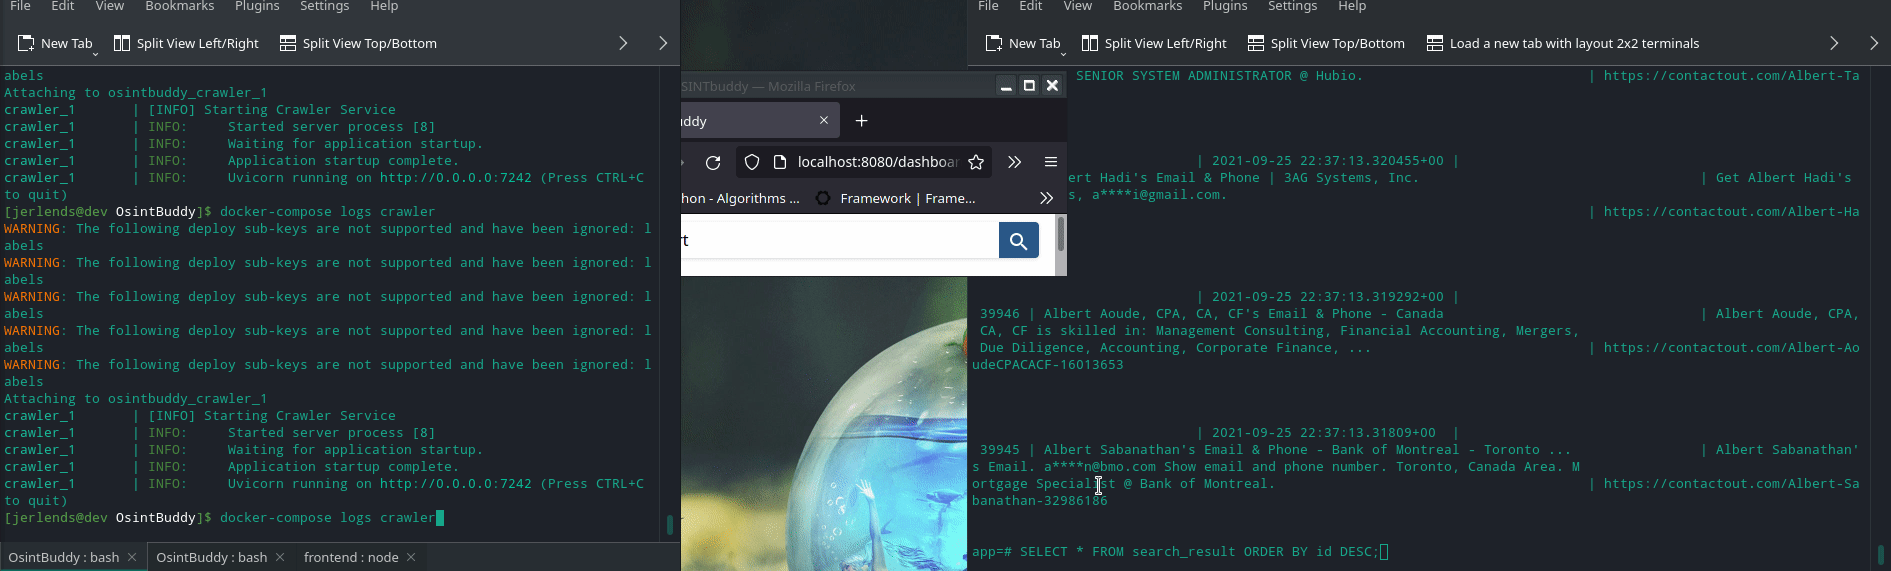 File Edit View Bookmarks Plugins Settings Help
New Tab Split View Left/Right Split View Top/Bottom
abels
Attaching to osintbuddy_crawler_1
crawler_1 | [INFO] Starting Crawler Service
crawler_1 | INFO: Started server process [8]
crawler_1 | INFO: Waiting for application startup.
crawler_1 | INFO: Application startup complete.
crawler_1 | INFO: Uvicorn running on http://0.0.0.0:7242 (Press CTRL+C
to quit)
[jerlends@dev OsintBuddy]$ docker-compose logs crawler
WARNING: The following deploy sub-keys are not supported and have been ignored: l
abels
WARNING: The following deploy sub-keys are not supported and have been ignored: l
abels
WARNING: The following deploy sub-keys are not supported and have been ignored: l
abels
WARNING: The following deploy sub-keys are not supported and have been ignored: l
abels
WARNING: The following deploy sub-keys are not supported and have been ignored: l
abels
Attaching to osintbuddy_crawler_1
crawler_1 | [INFO] Starting Crawler Service
crawler_1 | INFO: Started server process [8]
crawler_1 | INFO: Waiting for application startup.
crawler_1 | INFO: Application startup complete.
crawler_1 | INFO: Uvicorn running on http://0.0.0.0:7242 (Press CTRL+C
to quit)
[jerlends@dev OsintBuddy]$ docker-compose logs crawler
OsintBuddy : bash OsintBuddy : bash frontend : node
SINTbuddy — Mozilla Firefox
uddy
localhost:8080/dashboar
hon - Algorithms ... Framework | Frame...
rt
File Edit View Bookmarks Plugins Settings Help
New Tab Split View Left/Right Split View Top/Bottom Load a new tab with layout 2x2 terminals
SENIOR SYSTEM ADMINISTRATOR @ Hubio. | https://contactout.com/Albert-Ta
| 2021-09-25 22:37:13.320455+00 |
ert Hadi's Email & Phone | 3AG Systems, Inc. | Get Albert Hadi's
s, a****i@gmail.com.
| https://contactout.com/Albert-Ha
| 2021-09-25 22:37:13.319292+00 |
39946 | Albert Aoude, CPA, CA, CF's Email & Phone - Canada | Albert Aoude, CPA,
CA, CF is skilled in: Management Consulting, Financial Accounting, Mergers,
Due Diligence, Accounting, Corporate Finance, ... | https://contactout.com/Albert-Ao
udeCPACACF-16013653
| 2021-09-25 22:37:13.31809+00 |
39945 | Albert Sabanathan's Email & Phone - Bank of Montreal - Toronto ... | Albert Sabanathan'
s Email. a****n@bmo.com Show email and phone number. Toronto, Canada Area. M
ortgage Specialist @ Bank of Montreal. | https://contactout.com/Albert-Sa
banathan-32986186
app=# SELECT * FROM search_result ORDER BY id DESC;